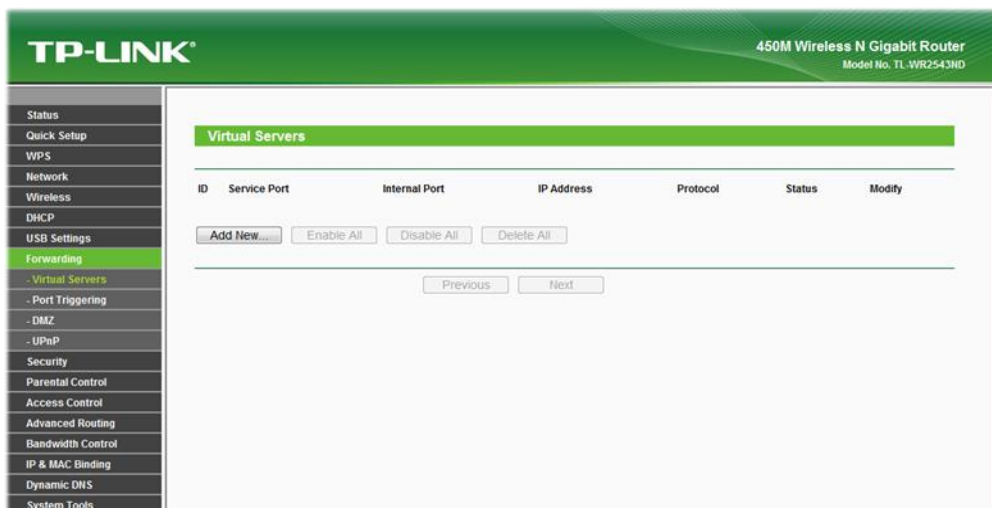 TP-LINK®
450M Wireless N Gigabit Router
Model No. TL-WR2543ND
Status
Quick Setup
WPS
Network
Wireless
DHCP
USB Settings
Forwarding
- Virtual Servers
- Port Triggering
- DMZ
- UPnP
Security
Parental Control
Access Control
Advanced Routing
Bandwidth Control
IP & MAC Binding
Dynamic DNS
System Tools
Virtual Servers
ID Service Port Internal Port IP Address Protocol Status Modify
Add New... Enable All Disable All Delete All
Previous Next